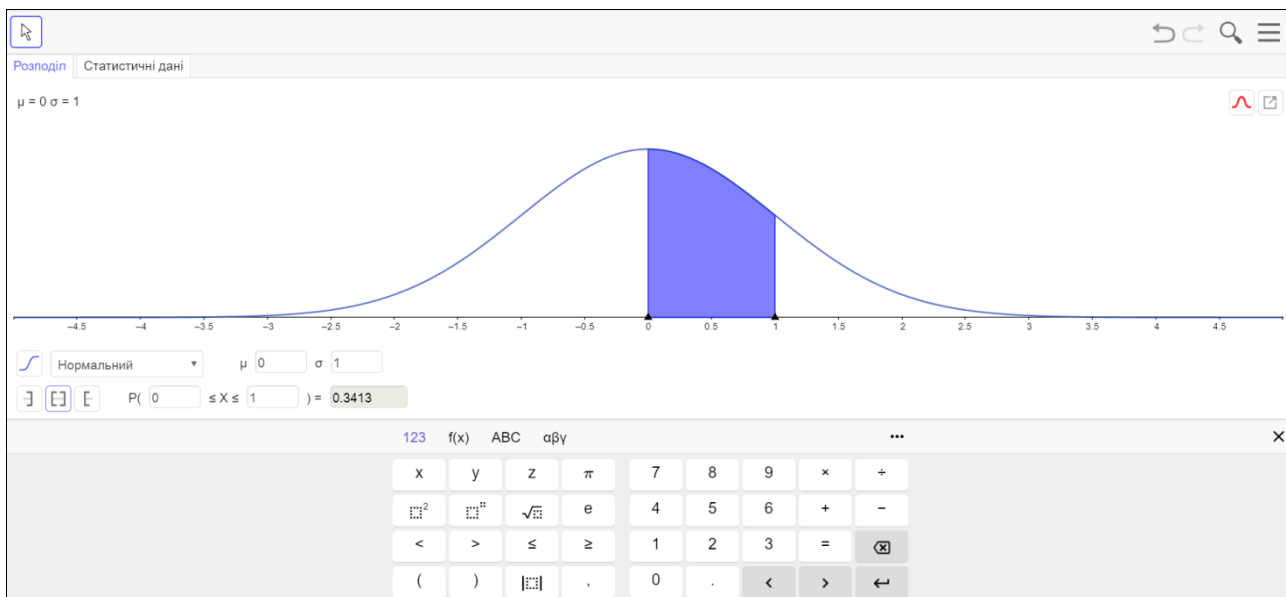 Розподіл Статистичні дані
μ = 0 σ = 1
−4.5 −4 −3.5 −3 −2.5 −2 −1.5 −1 −0.5 0 0.5 1 1.5 2 2.5 3 3.5 4 4.5
Нормальний μ 0 σ 1
P( 0 ≤ X ≤ 1 ) = 0.3413
123 f(x) ABC αβγ
x y z π 7 8 9 × ÷
□² □ⁿ √□ e 4 5 6 + −
< > ≤ ≥ 1 2 3 =
( ) |□| , 0 . < >